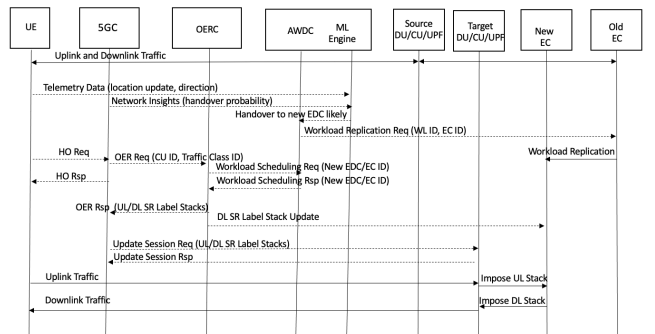 UE
5GC
OERC
AWDC
ML
Engine
Source
DU/CU/UPF
Target
DU/CU/UPF
New
EC
Old
EC
Uplink and Downlink Traffic
Telemetry Data (location update, direction)
Network Insights (handover probability)
Handover to new EDC likely
Workload Replication Req (WL ID, EC ID)
HO Req
OER Req (CU ID, Traffic Class ID)
Workload Replication
Workload Scheduling Req (New EDC/EC ID)
HO Rsp
Workload Scheduling Rsp (New EDC/EC ID)
OER Rsp (UL/DL SR Label Stacks)
DL SR Label Stack Update
Update Session Req (UL/DL SR Label Stacks)
Update Session Rsp
Uplink Traffic
Impose UL Stack
Downlink Traffic
Impose DL Stack